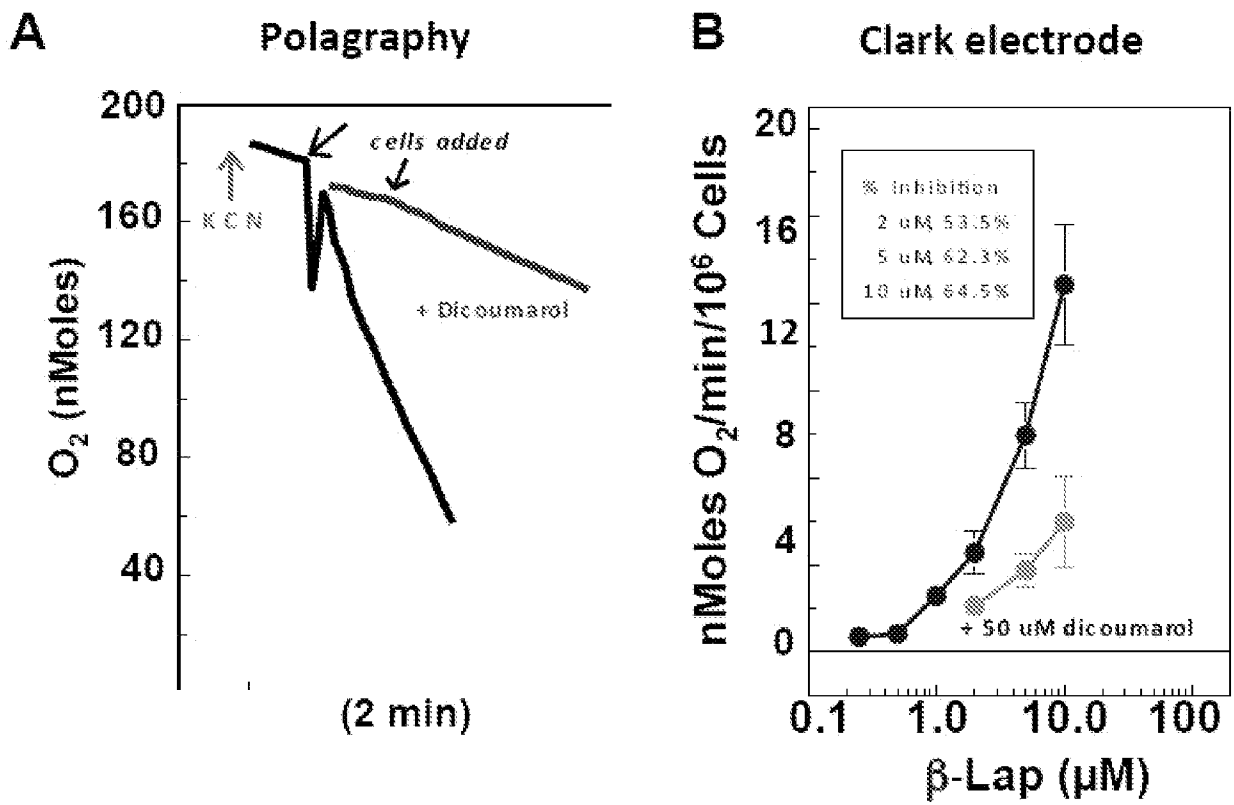 A
Polagraphy
200
160
120
80
40
O2 (nMoles)
KCN
cells added
+ Dicoumarol
(2 min)
B
Clark electrode
20
16
12
8
4
0
nMoles O2/min/10⁶ Cells
% Inhibition
2 uM, 53.5%
5 uM, 62.3%
10 uM, 64.5%
+ 50 uM dicoumarol
0.1 1.0 10.0 100
β-Lap (μM)